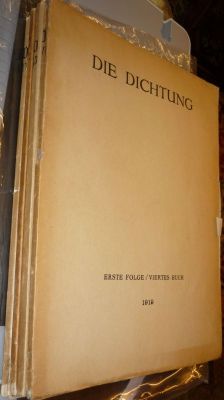 DIE DICHTUNG
ERSTE FOLGE / VIERTES BUCH
1919